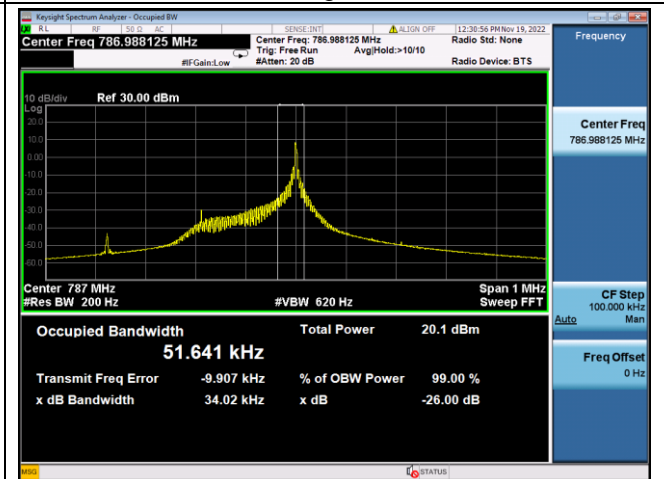 Keysight Spectrum Analyzer - Occupied BW
RL RF 50 Ω AC SENSE:INT ALIGN OFF 12:30:56 PM Nov 19, 2022
Center Freq 786.988125 MHz Center Freq: 786.988125 MHz Radio Std: None Frequency
Trig: Free Run Avg|Hold:>10/10
#IFGain:Low #Atten: 20 dB Radio Device: BTS
10 dB/div Ref 30.00 dBm
Log
20.0
10.0
0.00
-10.0
-20.0
-30.0
-40.0
-50.0
-60.0
Center Freq
786.988125 MHz
Center 787 MHz Span 1 MHz
#Res BW 200 Hz #VBW 620 Hz Sweep FFT
CF Step
100.000 kHz
Auto Man
Occupied Bandwidth Total Power 20.1 dBm
51.641 kHz
Freq Offset
0 Hz
Transmit Freq Error -9.907 kHz % of OBW Power 99.00 %
x dB Bandwidth 34.02 kHz x dB -26.00 dB
MSG STATUS